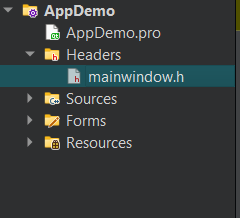 AppDemo
AppDemo.pro
Headers
mainwindow.h
Sources
Forms
Resources